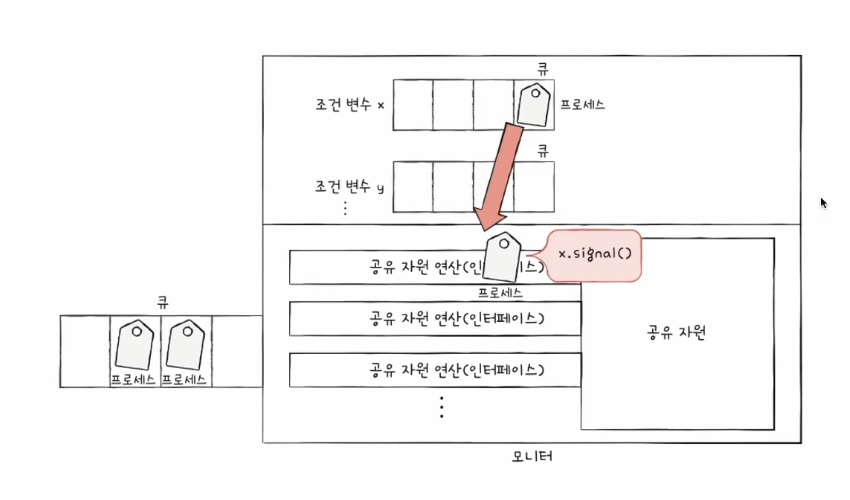 큐
조건 변수 x
프로세스
큐
조건 변수 y
공유 자원 연산(인 스)
x.signal()
프로세스
큐
공유 자원 연산(인터페이스)
공유 자원
프로세스 프로세스
공유 자원 연산(인터페이스)
모니터